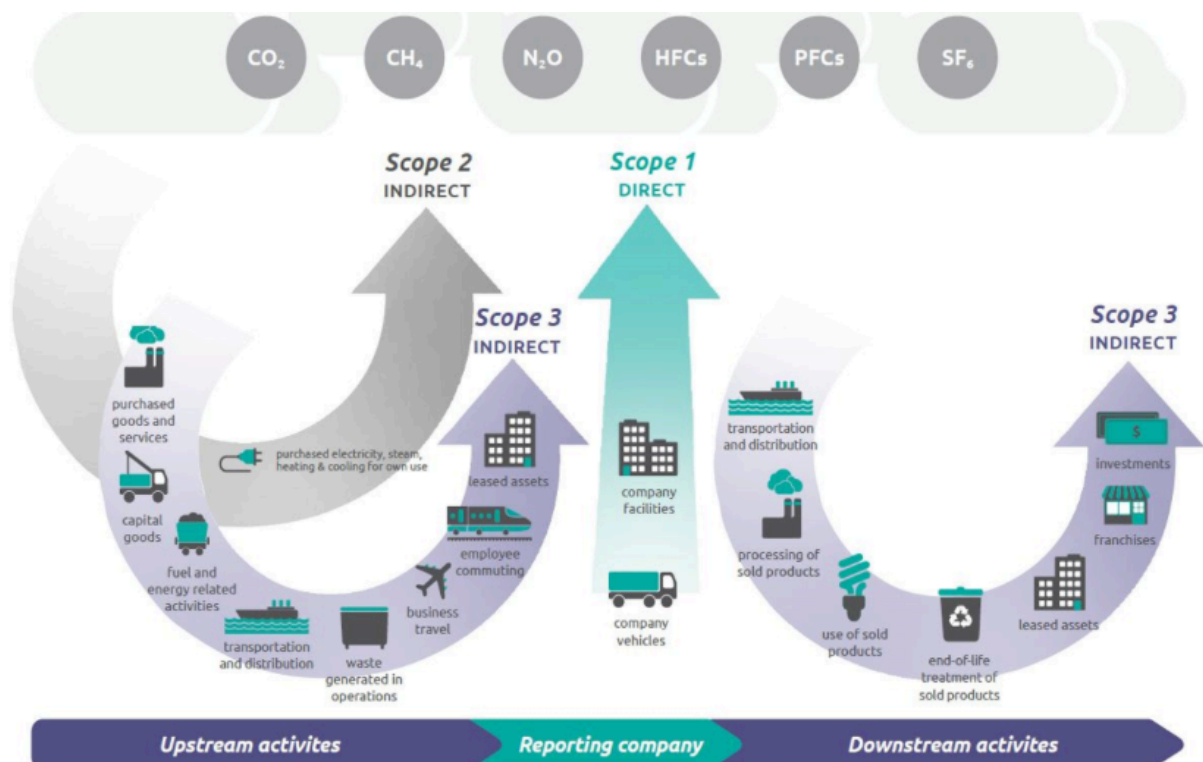 CO₂
CH₄
N₂O
HFCs
PFCs
SF₆
Scope 2
INDIRECT
Scope 1
DIRECT
Scope 3
INDIRECT
Scope 3
INDIRECT
purchased
goods and
services
capital
goods
fuel and
energy related
activities
transportation
and distribution
waste
generated in
operations
business
travel
employee
commuting
leased assets
purchased electricity, steam,
heating & cooling for own use
company
facilities
company
vehicles
transportation
and distribution
processing of
sold products
use of sold
products
end-of-life
treatment of
sold products
leased assets
franchises
$
investments
Upstream activites
Reporting company
Downstream activites